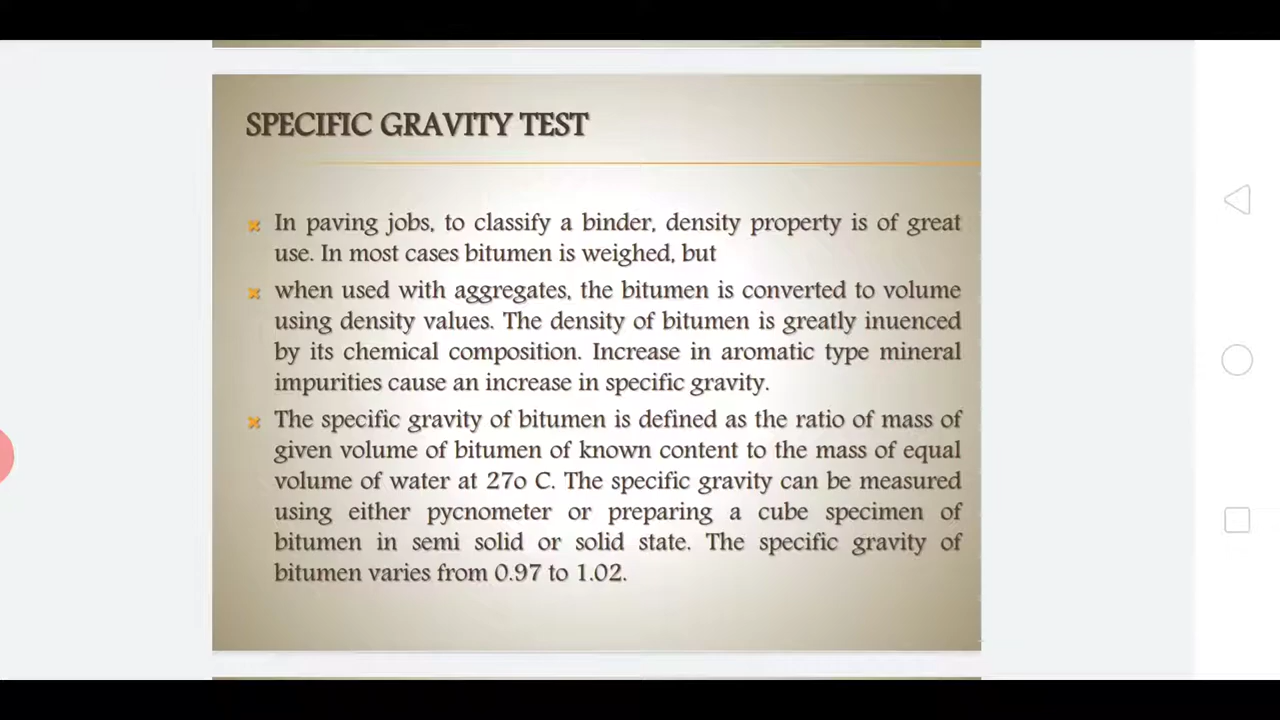 SPECIFIC GRAVITY TEST
In paving jobs, to classify a binder, density property is of great
use. In most cases bitumen is weighed, but
when used with aggregates, the bitumen is converted to volume
using density values. The density of bitumen is greatly inuenced
by its chemical composition. Increase in aromatic type mineral
impurities cause an increase in specific gravity.
The specific gravity of bitumen is defined as the ratio of mass of
given volume of bitumen of known content to the mass of equal
volume of water at 27o C. The specific gravity can be measured
using either pycnometer or preparing a cube specimen of
bitumen in semi solid or solid state. The specific gravity of
bitumen varies from 0.97 to 1.02.